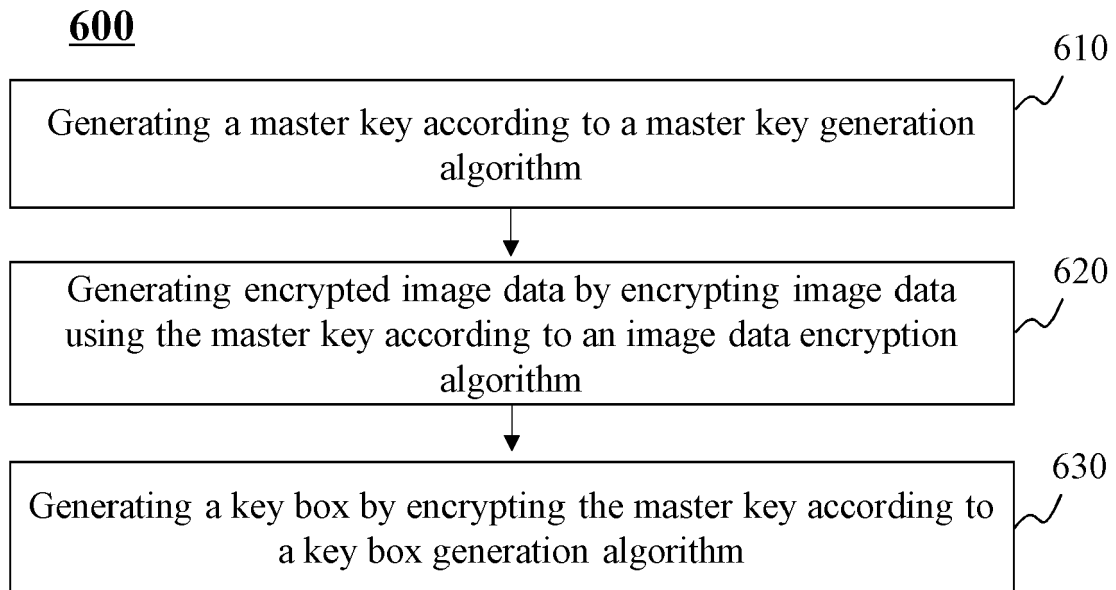 600
610
Generating a master key according to a master key generation
algorithm
620
Generating encrypted image data by encrypting image data
using the master key according to an image data encryption
algorithm
630
Generating a key box by encrypting the master key according to
a key box generation algorithm